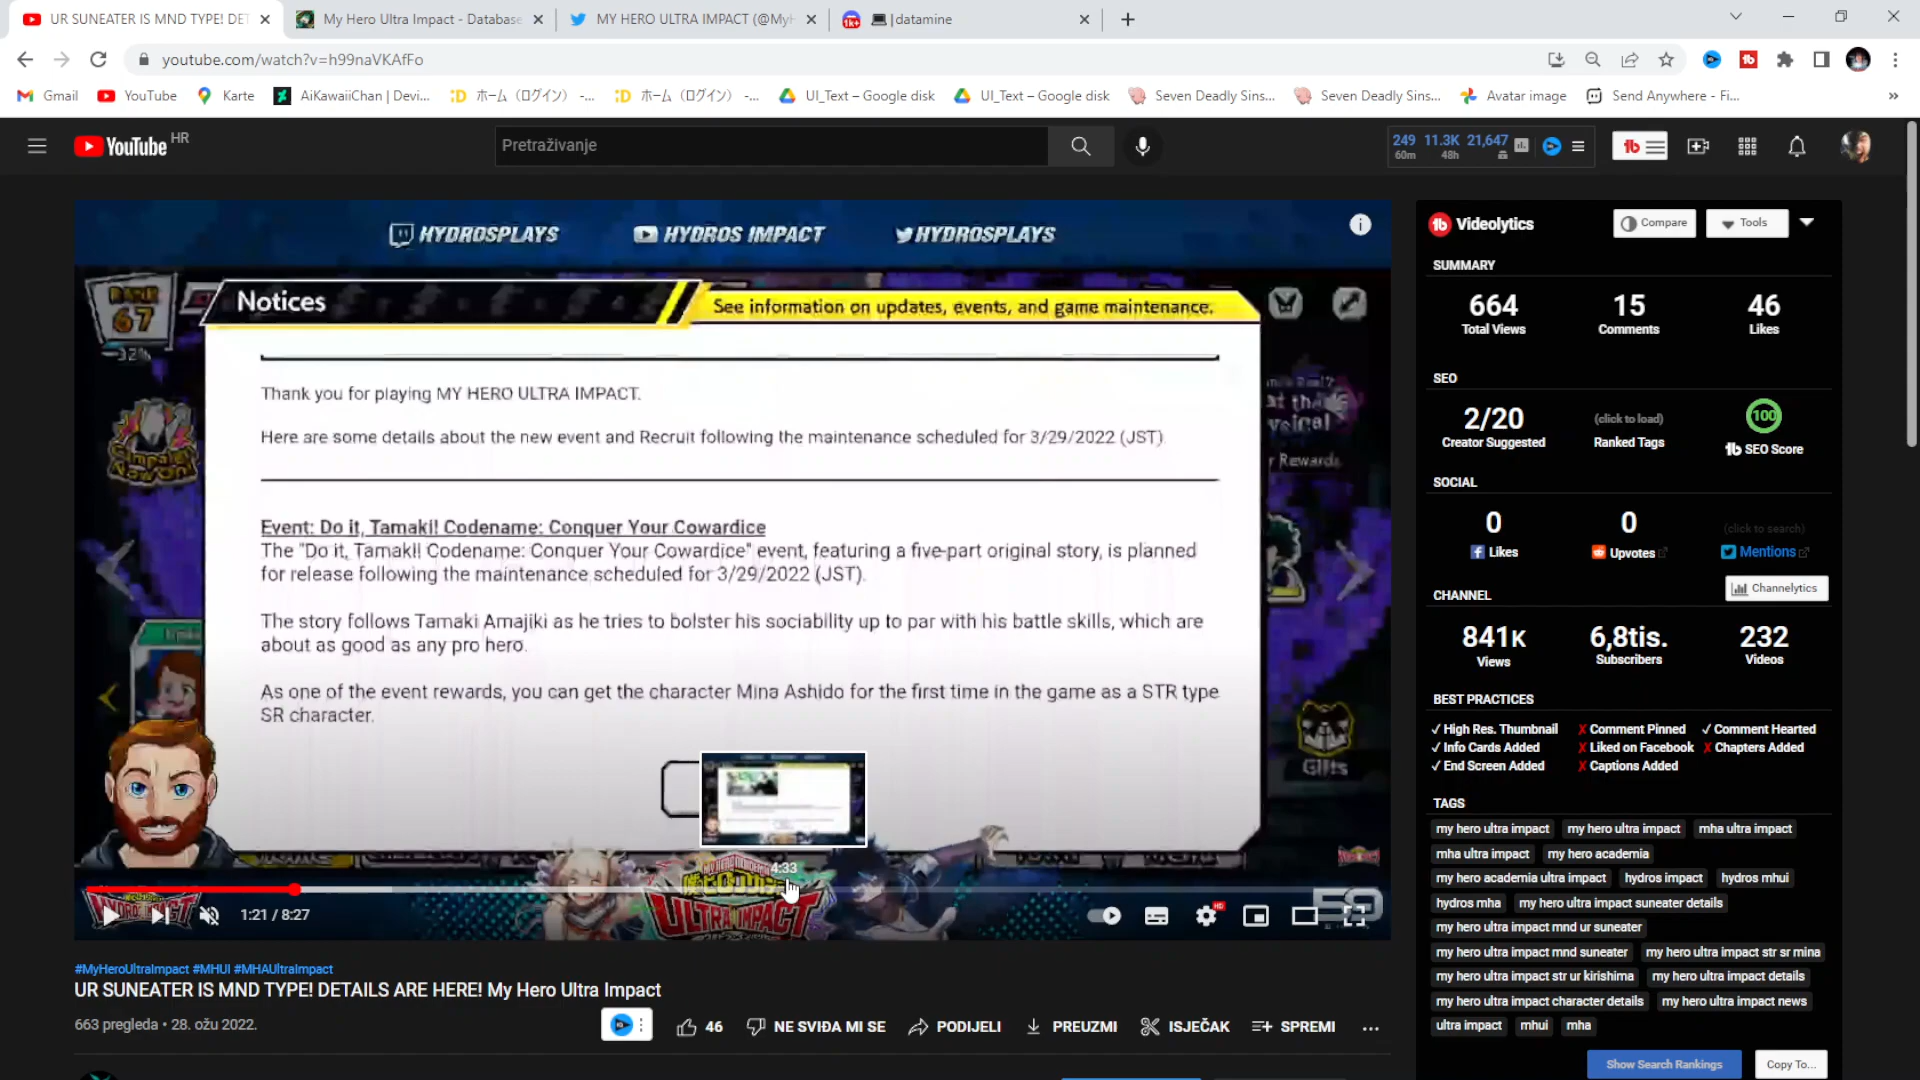 UR SUNEATER IS MND TYPE! DET
My Hero Ultra Impact - Database
MY HERO ULTRA IMPACT (@MyH
|datamine
youtube.com/watch?v=h99naVKAfFo
Gmail
YouTube
Karte
AiKawaiiChan | Devi...
ホーム（ログイン） -...
ホーム（ログイン） -...
UI_Text – Google disk
UI_Text – Google disk
Seven Deadly Sins...
Seven Deadly Sins...
Avatar image
Send Anywhere - Fi...
»
YouTube HR
Pretraživanje
249 11.3K 21,647
60m 48h
HYDROSPLAYS
HYDROS IMPACT
HYDROSPLAYS
RANK
67
Notices
See information on updates, events, and game maintenance.
Thank you for playing MY HERO ULTRA IMPACT.
Here are some details about the new event and Recruit following the maintenance scheduled for 3/29/2022 (JST).
Event: Do it, Tamaki! Codename: Conquer Your Cowardice
The "Do it, Tamaki! Codename: Conquer Your Cowardice" event, featuring a five-part original story, is planned
for release following the maintenance scheduled for 3/29/2022 (JST).
The story follows Tamaki Amajiki as he tries to bolster his sociability up to par with his battle skills, which are
about as good as any pro hero.
As one of the event rewards, you can get the character Mina Ashido for the first time in the game as a STR type
SR character.
Campaign
Now On!
Rewards
Gifts
4:33
ULTRA IMPACT
1:21 / 8:27
HD
59
#MyHeroUltraImpact #MHUI #MHAUltraImpact
UR SUNEATER IS MND TYPE! DETAILS ARE HERE! My Hero Ultra Impact
663 pregleda • 28. ožu 2022.
46
NE SVIĐA MI SE
PODIJELI
PREUZMI
ISJEČAK
SPREMI
Videolytics
Compare
Tools
SUMMARY
664 15 46
Total Views Comments Likes
SEO
2/20 (click to load) 100
Creator Suggested Ranked Tags SEO Score
SOCIAL
0 0 (click to search)
Likes Upvotes Mentions
CHANNEL
Channelytics
841K 6,8tis. 232
Views Subscribers Videos
BEST PRACTICES
✓ High Res. Thumbnail ✗ Comment Pinned ✓ Comment Hearted
✓ Info Cards Added ✗ Liked on Facebook ✗ Chapters Added
✓ End Screen Added ✗ Captions Added
TAGS
my hero ultra impact my hero ultra impact mha ultra impact
mha ultra impact my hero academia
my hero academia ultra impact hydros impact hydros mhui
hydros mha my hero ultra impact suneater details
my hero ultra impact mnd ur suneater
my hero ultra impact mnd suneater my hero ultra impact str sr mina
my hero ultra impact str ur kirishima my hero ultra impact details
my hero ultra impact character details my hero ultra impact news
ultra impact mhui mha
Show Search Rankings
Copy To...